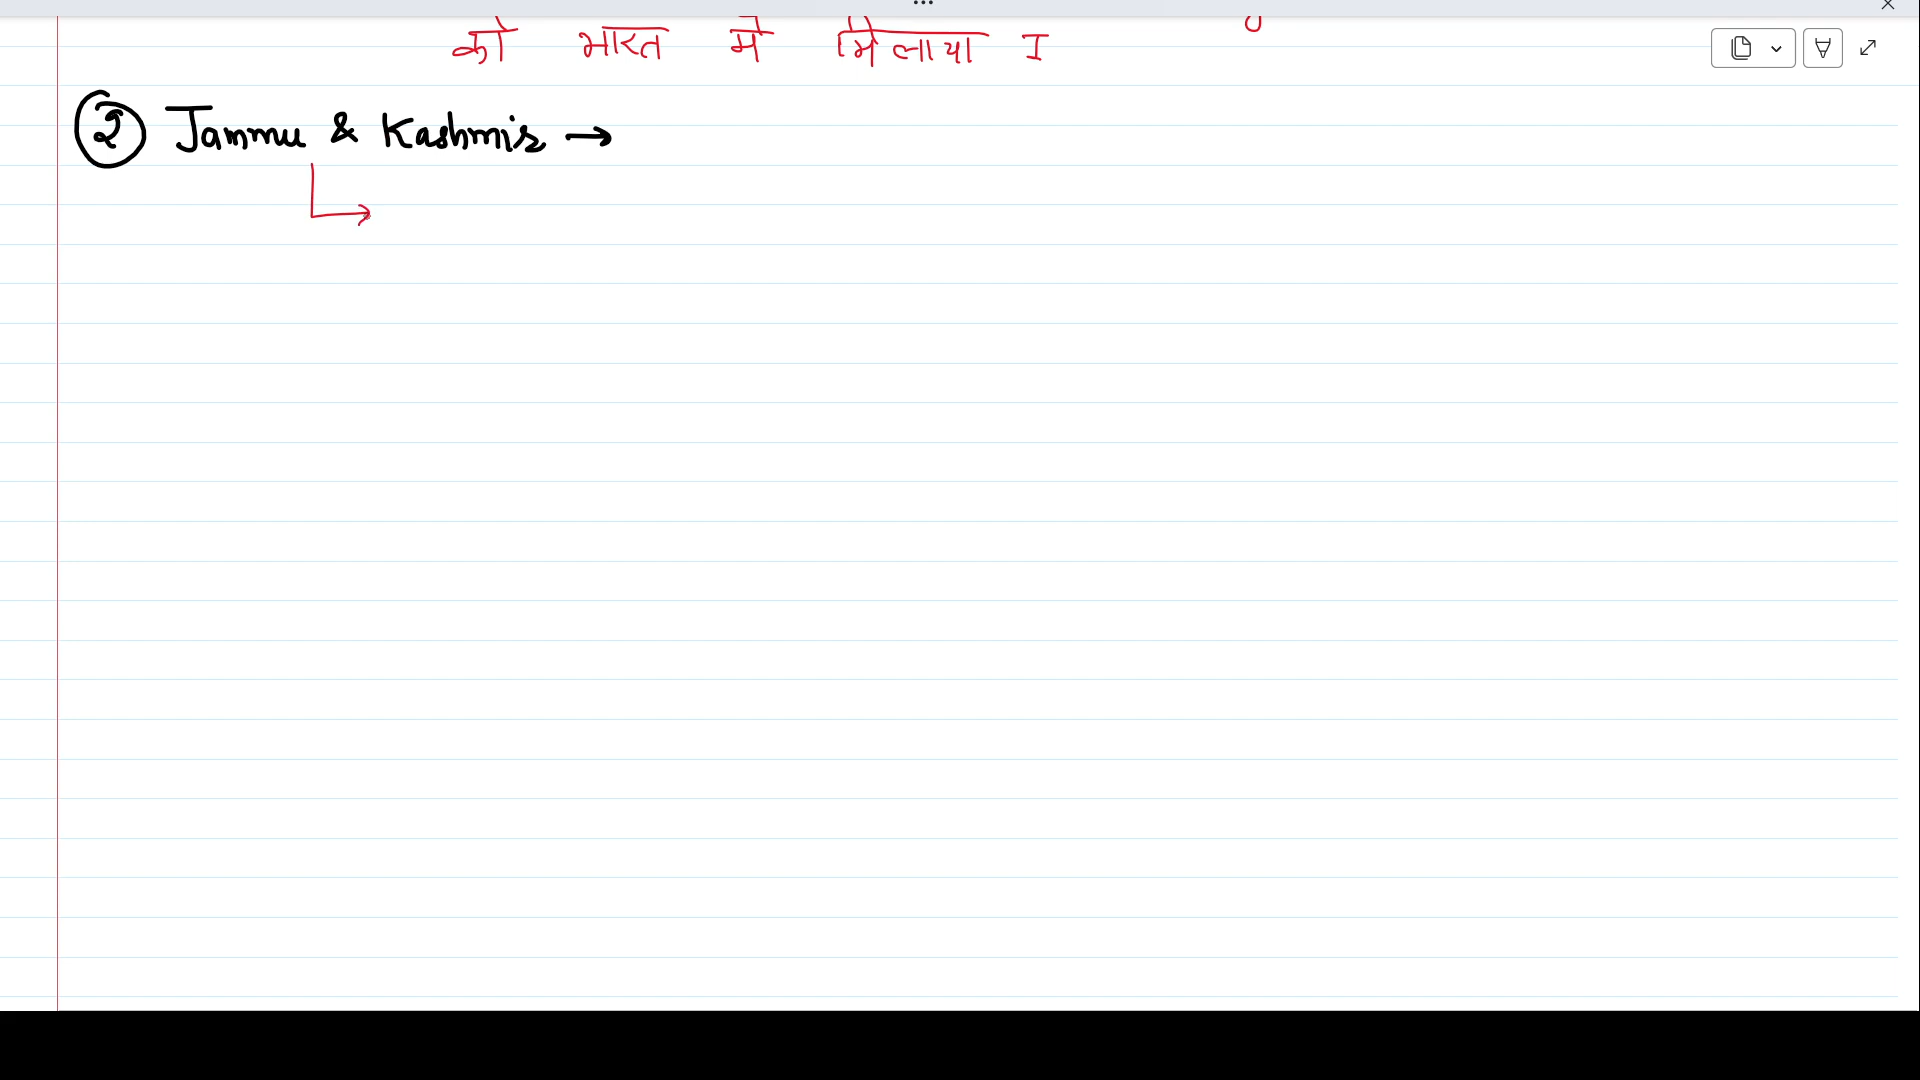 को भारत में मिलाया I
② Jammu & Kashmir →